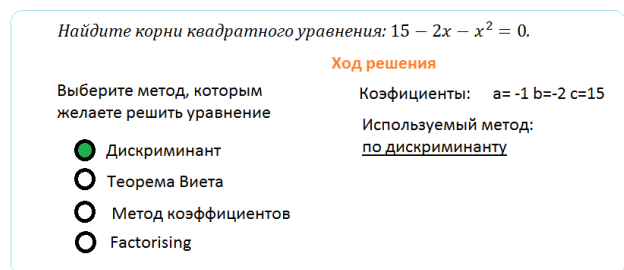 Найдите корни квадратного уравнения: 15 − 2x − x² = 0.
Ход решения
Выберите метод, которым
желаете решить уравнение
Дискриминант
Теорема Виета
Метод коэффициентов
Factorising
Коэфициенты: a= -1 b=-2 c=15
Используемый метод:
по дискриминанту